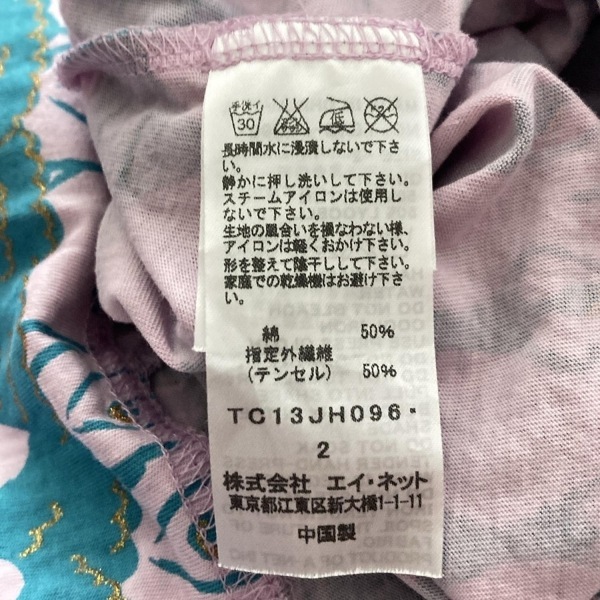 手洗イ
30
低
長時間水に浸漬しないで下さ
い。
静かに押し洗いして下さい。
スチームアイロンは使用し
ないで下さい。
生地の風合いを損なわない様、
アイロンは軽くおかけ下さい。
形を整えて陰干しして下さい。
家庭での乾燥機はお避け下さ
い。
綿 50%
指定外繊維
(テンセル) 50%
TC13JH096-
2
株式会社 エイ・ネット
東京都江東区新大橋1-1-11
中国製